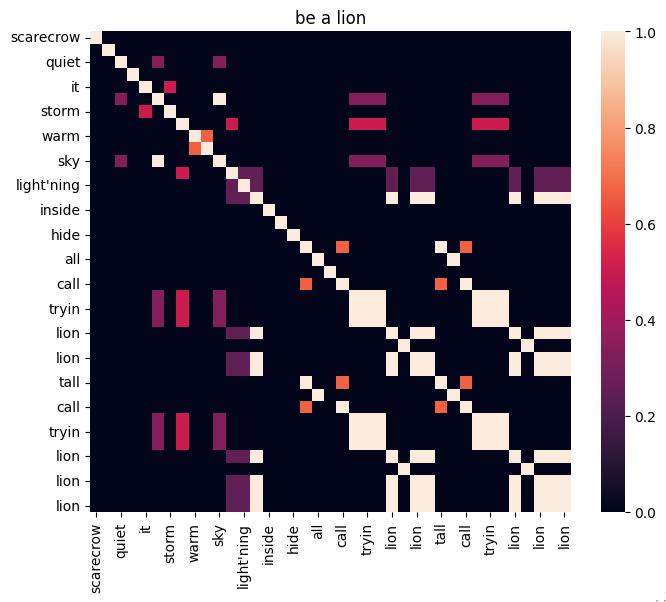 be a lion
scarecrow
quiet
it
storm
warm
sky
light'ning
inside
hide
all
call
tryin
lion
lion
tall
call
tryin
lion
lion
lion
scarecrow
quiet
it
storm
warm
sky
light'ning
inside
hide
all
call
tryin
lion
lion
tall
call
tryin
lion
lion
lion
1.0
0.8
0.6
0.4
0.2
0.0